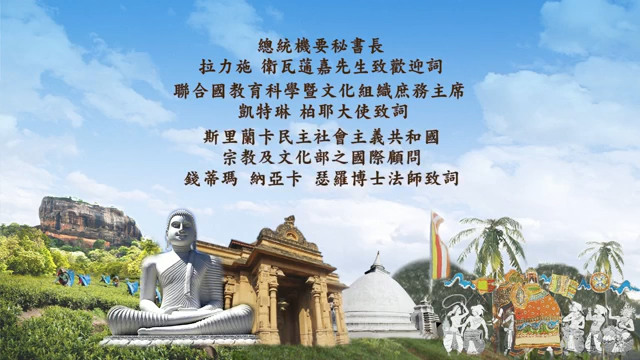 總統機要秘書長
拉力施 衛瓦薀嘉先生致歡迎詞
聯合國教育科學暨文化組織庶務主席
凱特琳 柏耶大使致詞
斯里蘭卡民主社會主義共和國
宗教及文化部之國際顧問
錢蒂瑪 納亞卡 瑟羅博士法師致詞